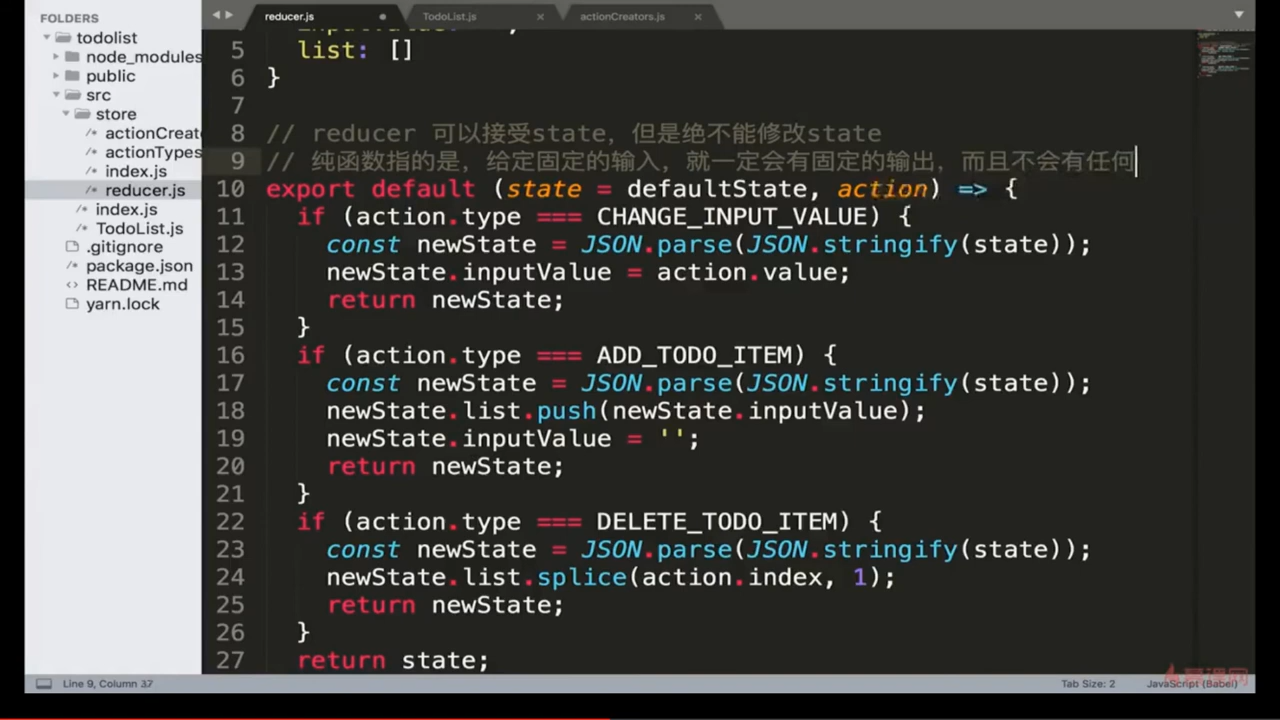 FOLDERS
todolist
node_modules
public
src
store
actionCreat
actionTypes
index.js
reducer.js
index.js
TodoList.js
.gitignore
package.json
README.md
yarn.lock
reducer.js
TodoList.js
actionCreators.js
5 list: []
6 }
7
8 // reducer 可以接受state，但是绝不能修改state
9 // 纯函数指的是，给定固定的输入，就一定会有固定的输出，而且不会有任何
10 export default (state = defaultState, action) => {
11 if (action.type === CHANGE_INPUT_VALUE) {
12 const newState = JSON.parse(JSON.stringify(state));
13 newState.inputValue = action.value;
14 return newState;
15 }
16 if (action.type === ADD_TODO_ITEM) {
17 const newState = JSON.parse(JSON.stringify(state));
18 newState.list.push(newState.inputValue);
19 newState.inputValue = '';
20 return newState;
21 }
22 if (action.type === DELETE_TODO_ITEM) {
23 const newState = JSON.parse(JSON.stringify(state));
24 newState.list.splice(action.index, 1);
25 return newState;
26 }
27 return state;
Line 9, Column 37
Tab Size: 2
JavaScript (Babel)
慕课网